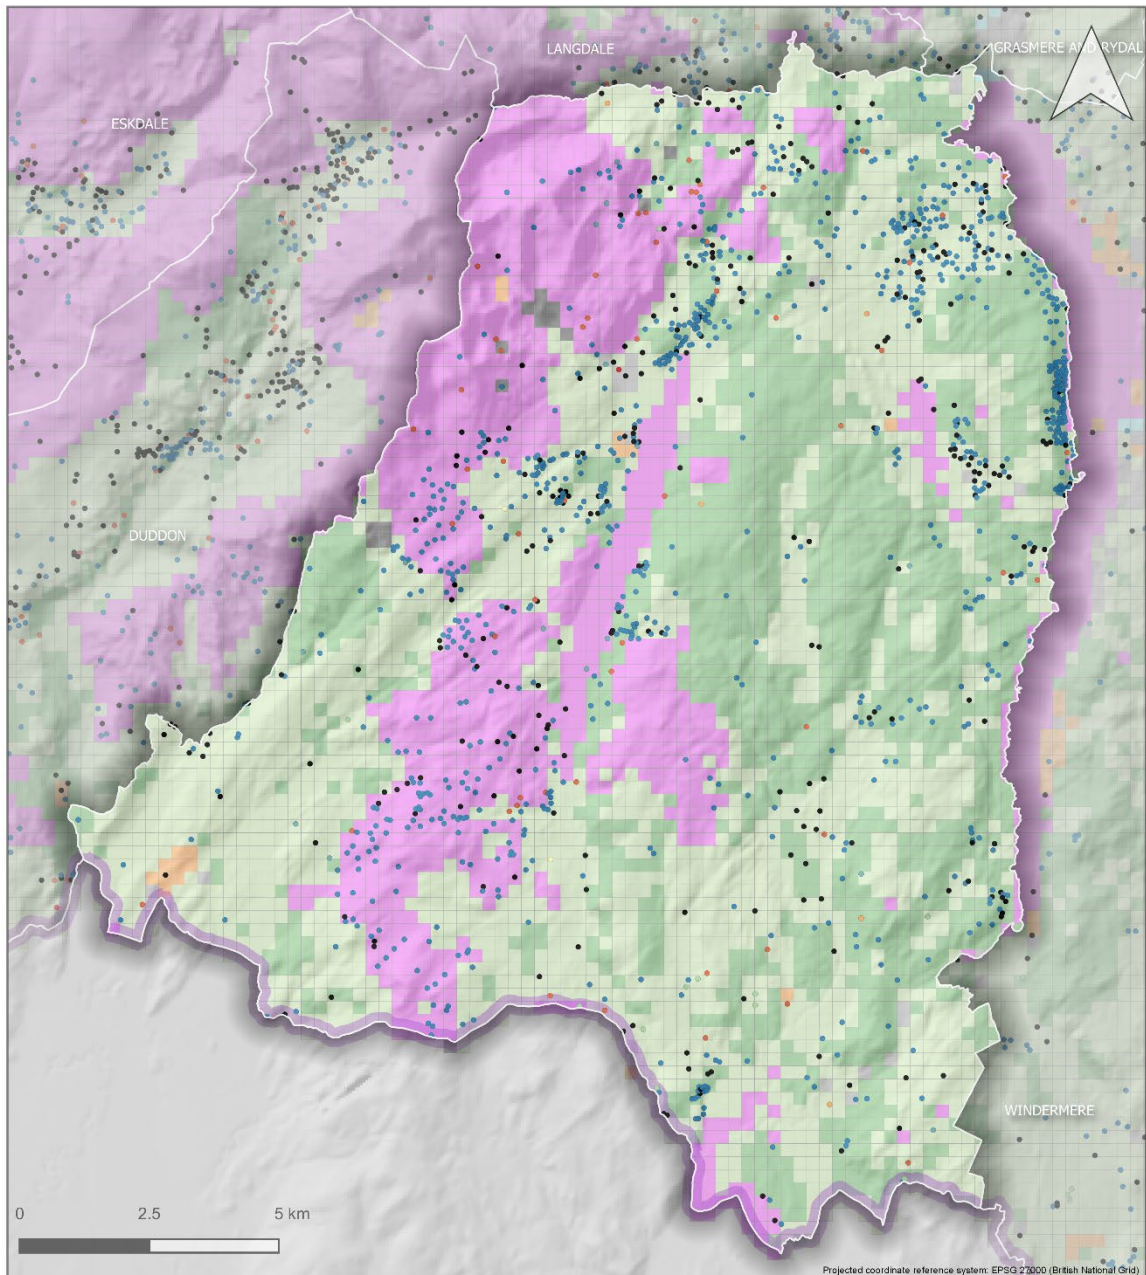 LANGDALE
GRASMERE AND RYDAL
ESKDALE
DUDDON
WINDERMERE
0 2.5 5 km
Projected coordinate reference system: EPSG 27000 (British National Grid)